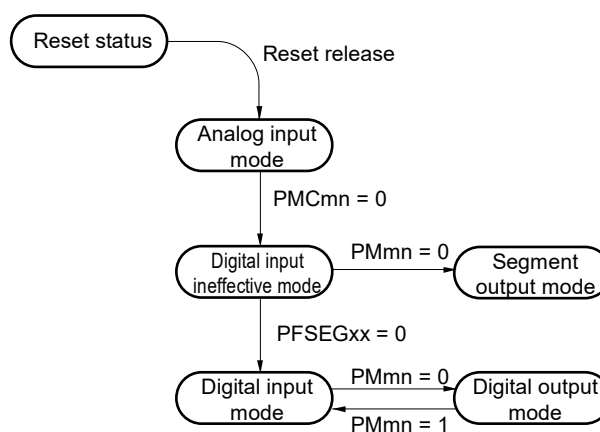 Reset status
Reset release
Analog input
mode
PMCmn = 0
Digital input
ineffective mode
PMmn = 0
Segment
output mode
PFSEGxx = 0
Digital input
mode
PMmn = 0
PMmn = 1
Digital output
mode